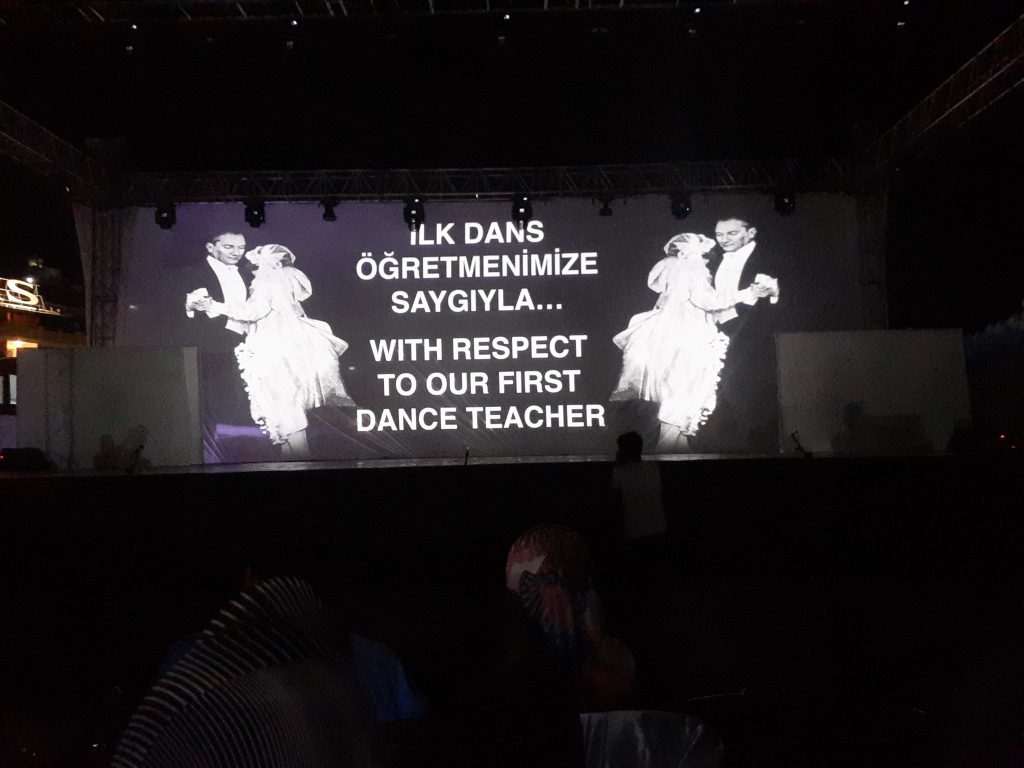 İLK DANS
ÖĞRETMENİMİZE
SAYGIYLA...
WITH RESPECT
TO OUR FIRST
DANCE TEACHER